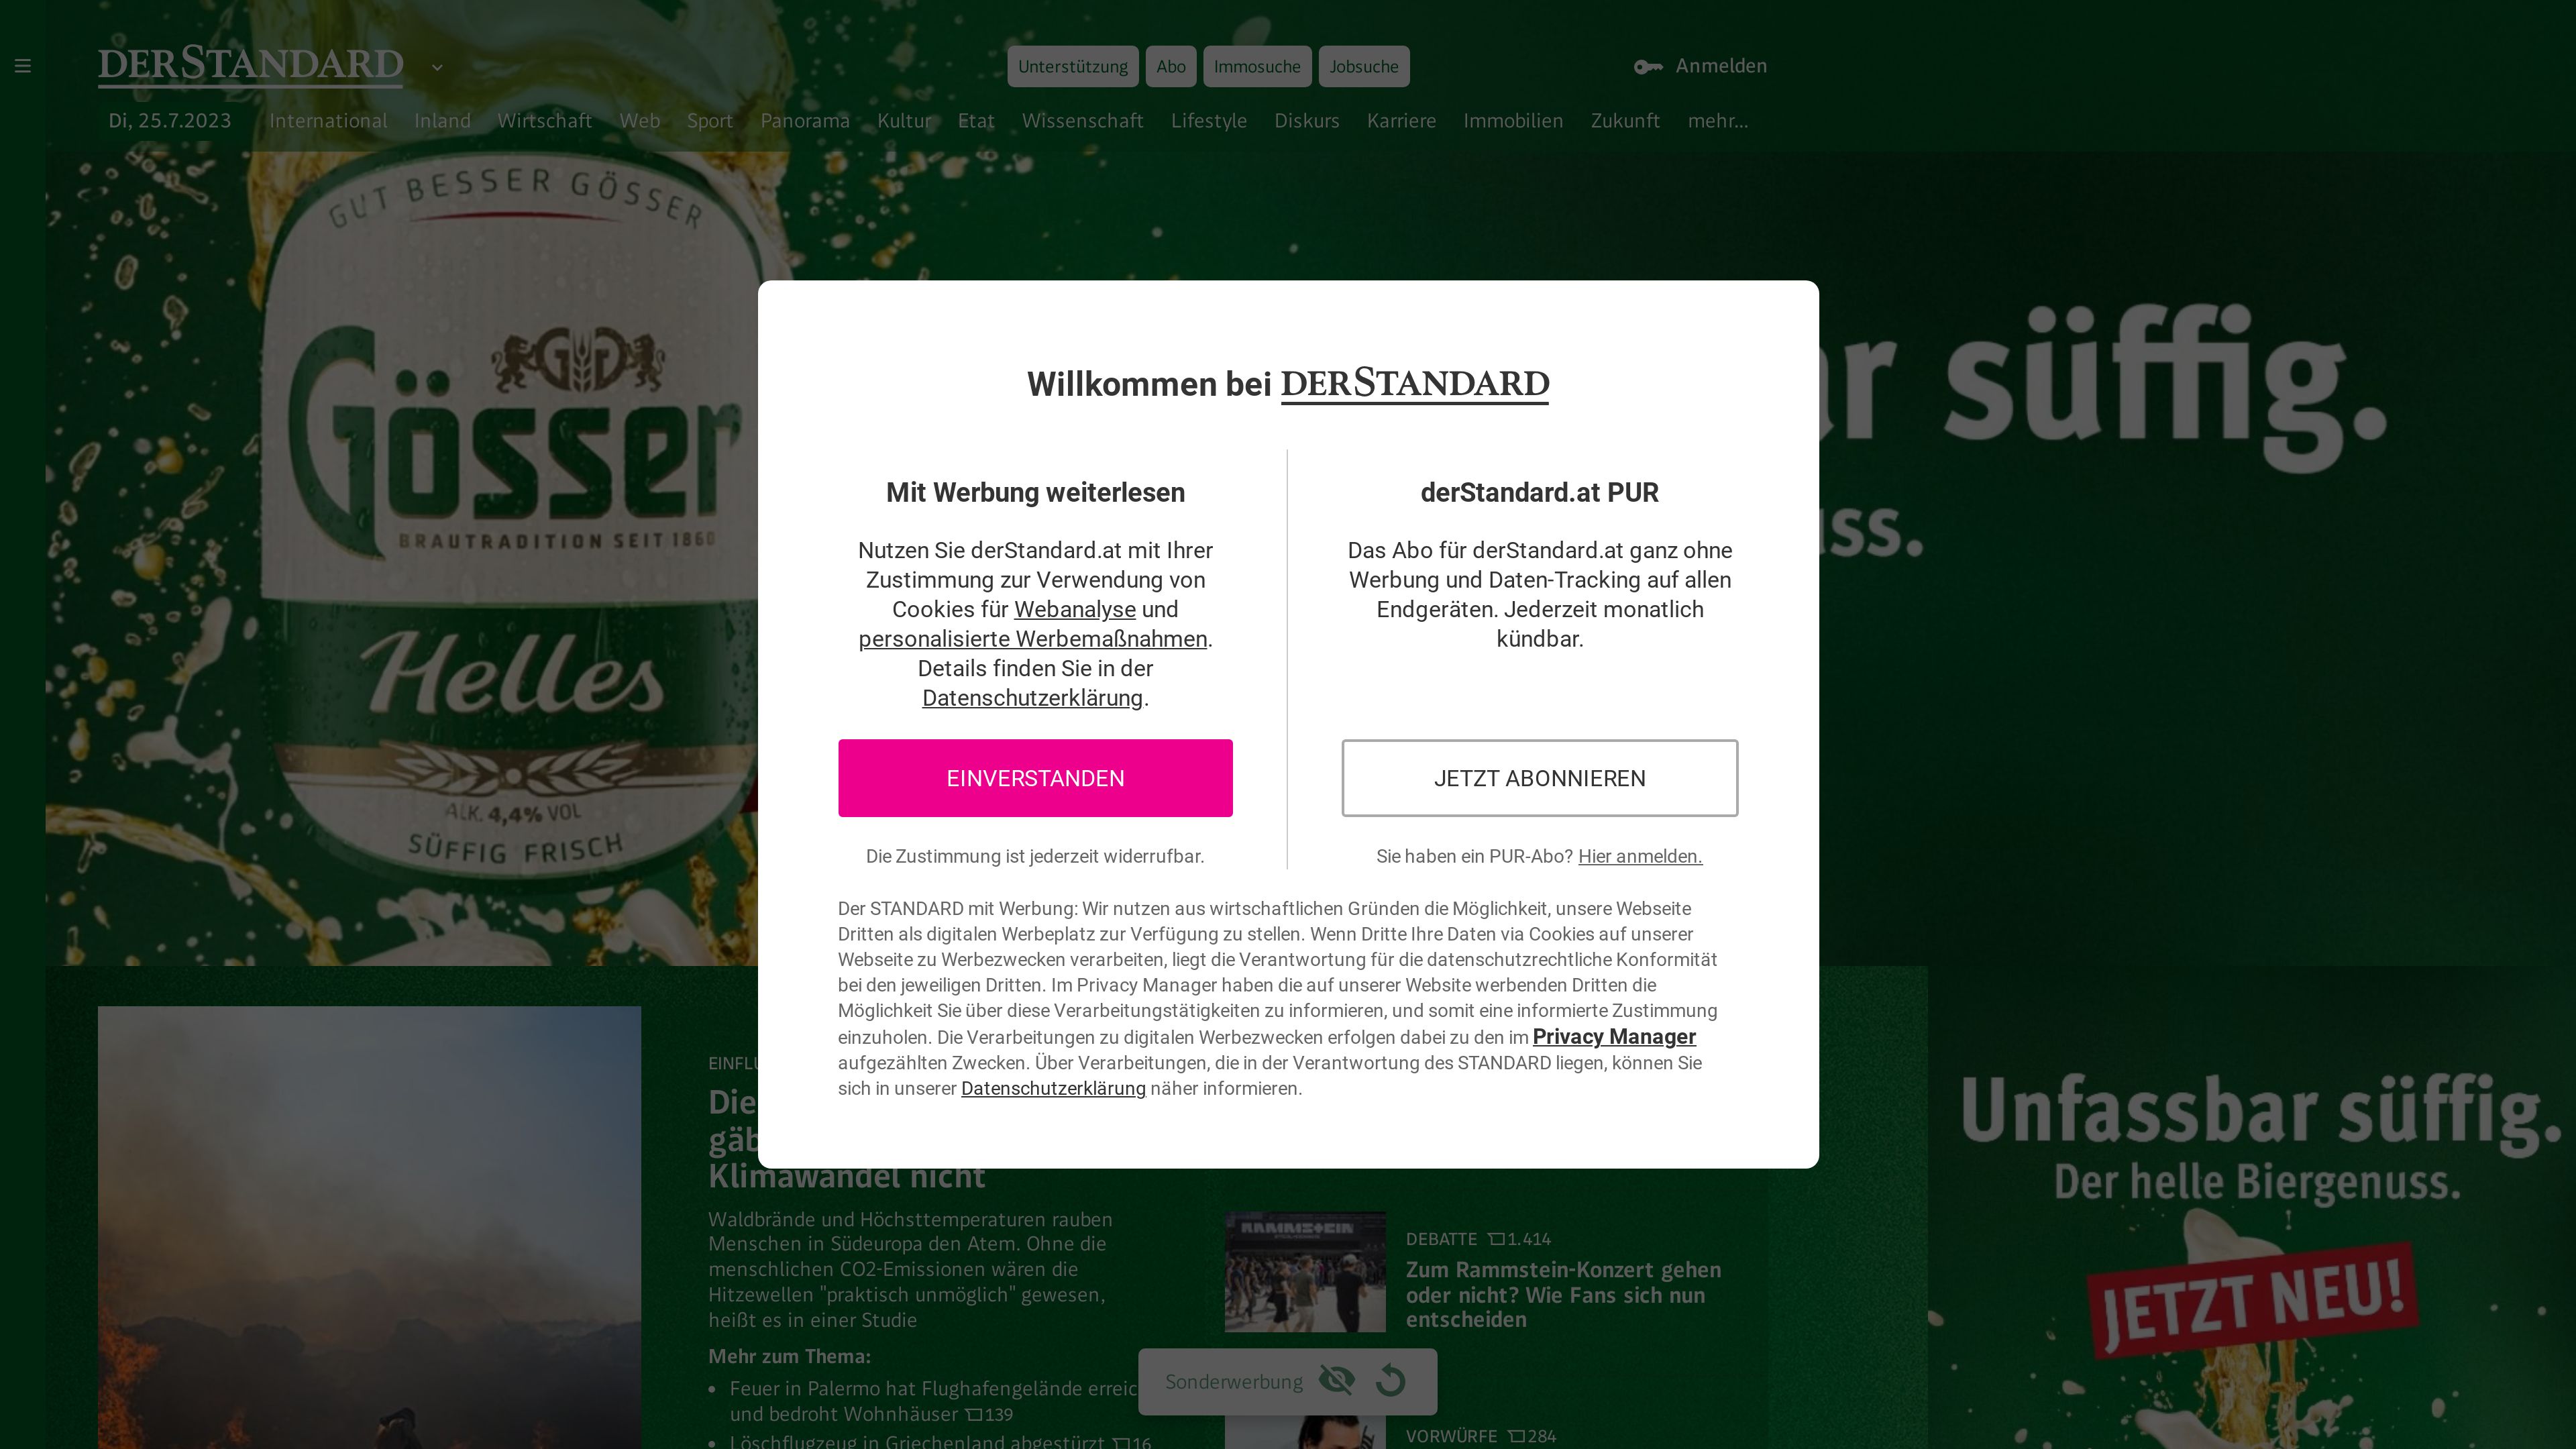 DERSTANDARD
Unterstützung
Abo
Immosuche
Jobsuche
Anmelden
Di, 25.7.2023
International
Inland
Wirtschaft
Web
Sport
Panorama
Kultur
Etat
Wissenschaft
Lifestyle
Diskurs
Karriere
Immobilien
Zukunft
mehr...
GUT BESSER GÖSSER
Gösser
BRAUTRADITION SEIT 1860
Helles
ALK. 4,4% VOL
SÜFFIG FRISCH
süffig.
Willkommen bei DERSTANDARD
Mit Werbung weiterlesen
Nutzen Sie derStandard.at mit Ihrer
Zustimmung zur Verwendung von
Cookies für Webanalyse und
personalisierte Werbemaßnahmen.
Details finden Sie in der
Datenschutzerklärung.
EINVERSTANDEN
Die Zustimmung ist jederzeit widerrufbar.
derStandard.at PUR
Das Abo für derStandard.at ganz ohne
Werbung und Daten-Tracking auf allen
Endgeräten. Jederzeit monatlich
kündbar.
JETZT ABONNIEREN
Sie haben ein PUR-Abo? Hier anmelden.
Der STANDARD mit Werbung: Wir nutzen aus wirtschaftlichen Gründen die Möglichkeit, unsere Webseite
Dritten als digitalen Werbeplatz zur Verfügung zu stellen. Wenn Dritte Ihre Daten via Cookies auf unserer
Webseite zu Werbezwecken verarbeiten, liegt die Verantwortung für die datenschutzrechtliche Konformität
bei den jeweiligen Dritten. Im Privacy Manager haben die auf unserer Website werbenden Dritten die
Möglichkeit Sie über diese Verarbeitungstätigkeiten zu informieren, und somit eine informierte Zustimmung
einzuholen. Die Verarbeitungen zu digitalen Werbezwecken erfolgen dabei zu den im Privacy Manager
aufgezählten Zwecken. Über Verarbeitungen, die in der Verantwortung des STANDARD liegen, können Sie
sich in unserer Datenschutzerklärung näher informieren.
Die
Klimawandel nicht
Waldbrände und Höchsttemperaturen rauben
Menschen in Südeuropa den Atem. Ohne die
menschlichen CO2-Emissionen wären die
Hitzewellen "praktisch unmöglich" gewesen,
heißt es in einer Studie
Mehr zum Thema:
• Feuer in Palermo hat Flughafengelände
und bedroht Wohnhäuser 139
• Löschflugzeug in Griechenland abgestürzt 16
RAMMSTEIN
DEBATTE 1.414
Zum Rammstein-Konzert gehen
oder nicht? Wie Fans sich nun
entscheiden
Sonderwerbung
VORWÜRFE 284
Unfassbar süffig.
Der helle Biergenuss.
JETZT NEU!